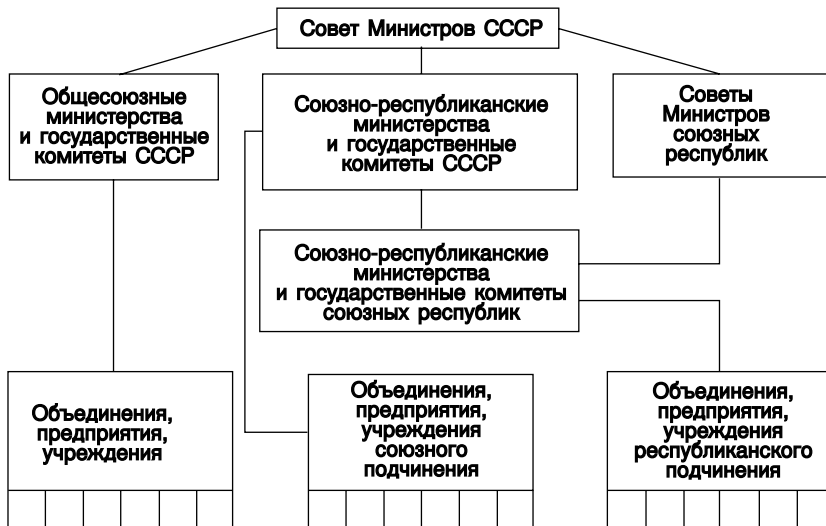 Совет Министров СССР
Общесоюзные
министерства
и государственные
комитеты СССР
Союзно-республиканские
министерства
и государственные
комитеты СССР
Советы
Министров
союзных
республик
Союзно-республиканские
министерства
и государственные комитеты
союзных республик
Объединения,
предприятия,
учреждения
Объединения,
предприятия,
учреждения
союзного
подчинения
Объединения,
предприятия,
учреждения
республиканского
подчинения